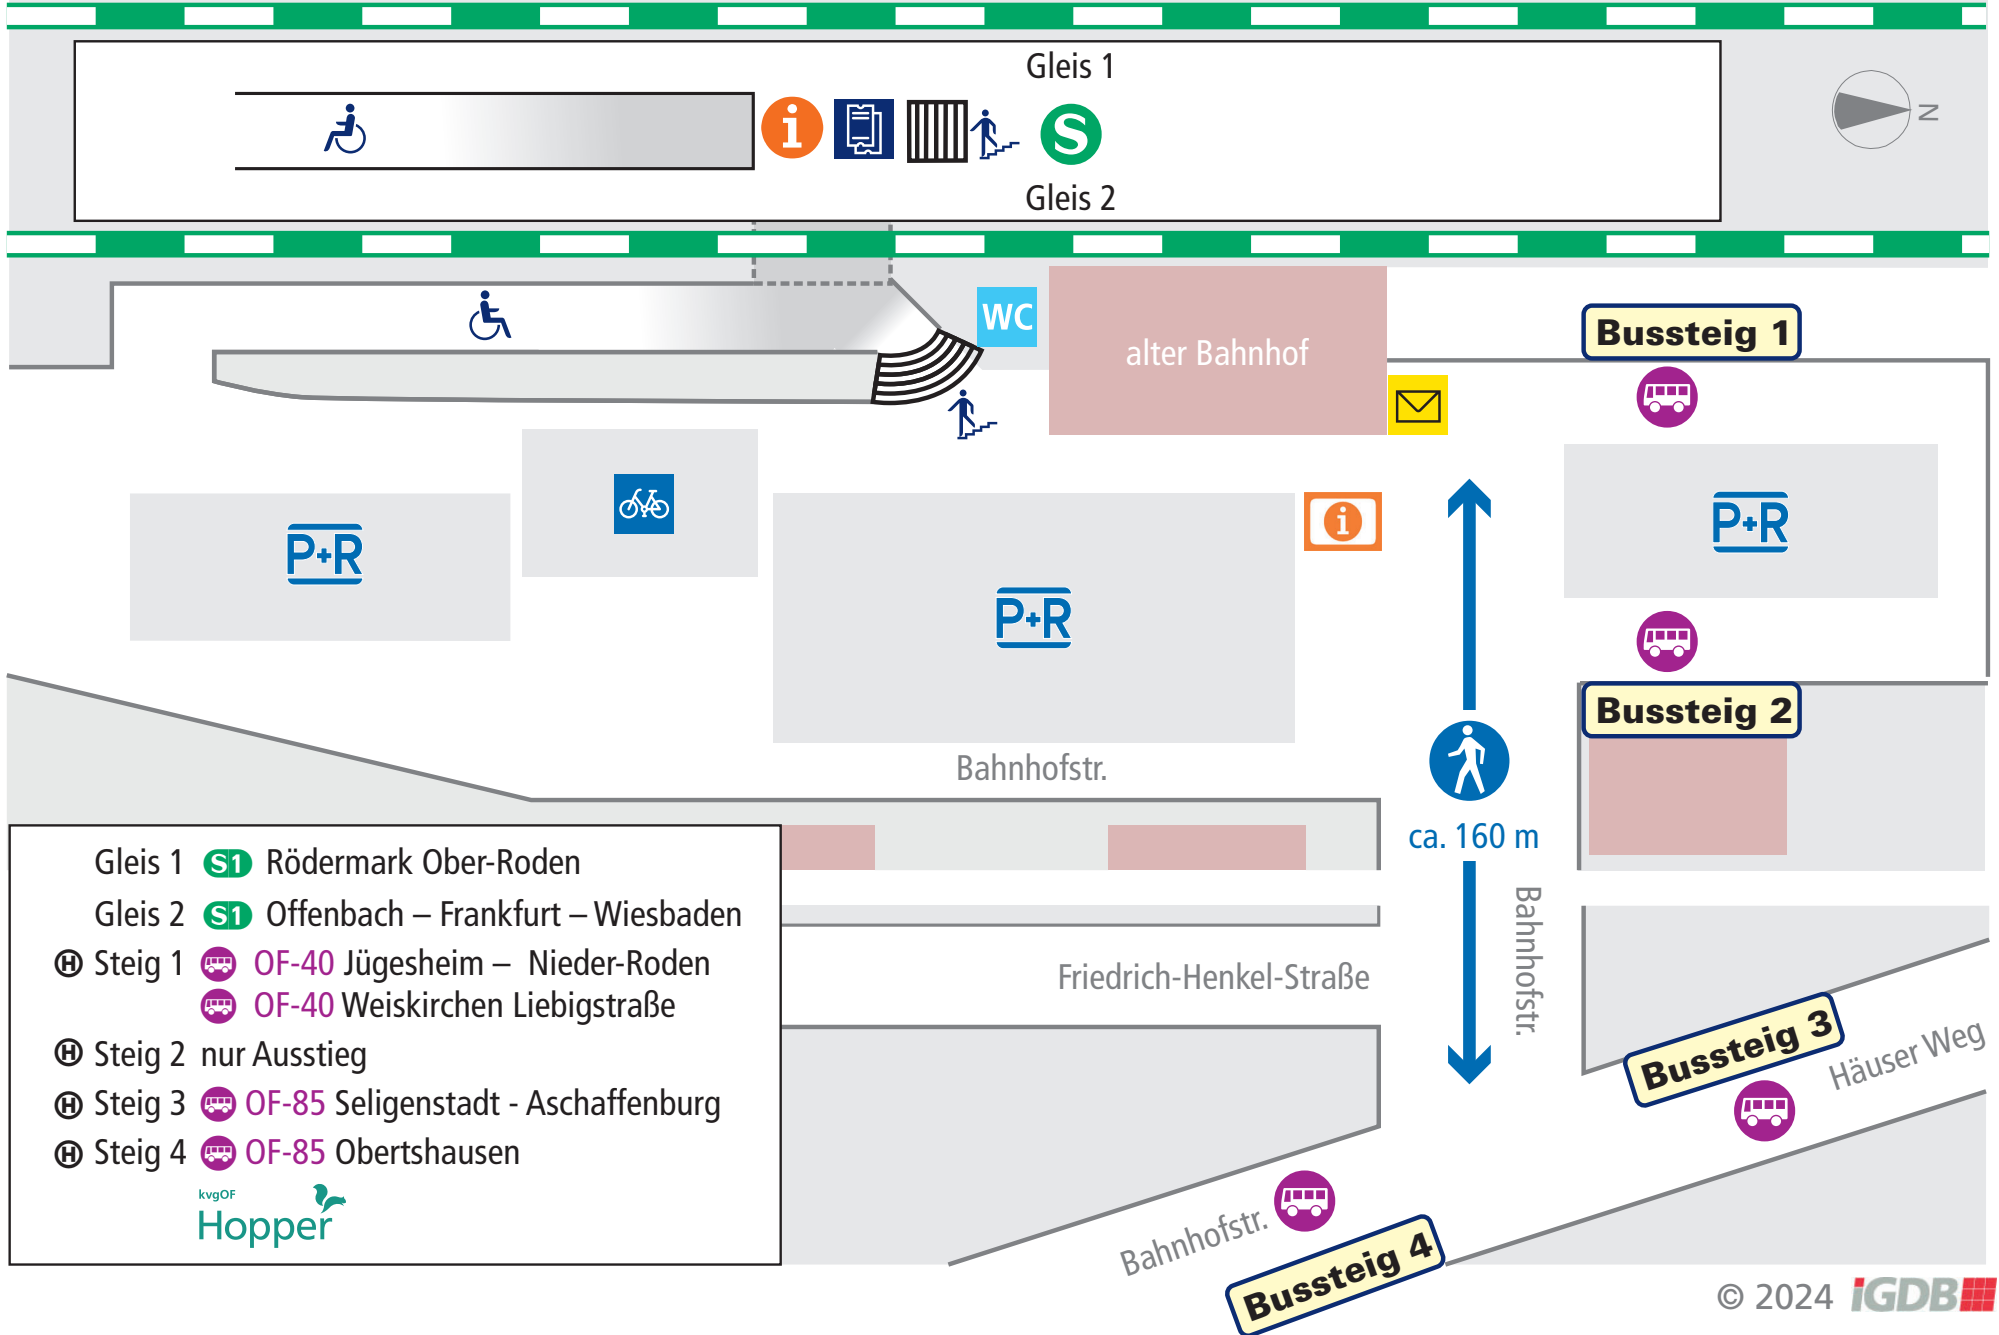 Gleis 1
i
S
N
Gleis 2
WC
alter Bahnhof
Bussteig 1
P+R
P+R
i
P+R
Bussteig 2
Bahnhofstr.
ca. 160 m
Bahnhofstr.
Friedrich-Henkel-Straße
Bussteig 3
Häuser Weg
Bahnhofstr.
Bussteig 4
Gleis 1 S1 Rödermark Ober-Roden
Gleis 2 S1 Offenbach – Frankfurt – Wiesbaden
H Steig 1 OF-40 Jügesheim – Nieder-Roden
OF-40 Weiskirchen Liebigstraße
H Steig 2 nur Ausstieg
H Steig 3 OF-85 Seligenstadt - Aschaffenburg
H Steig 4 OF-85 Obertshausen
kvgOF
Hopper
© 2024 iGDB